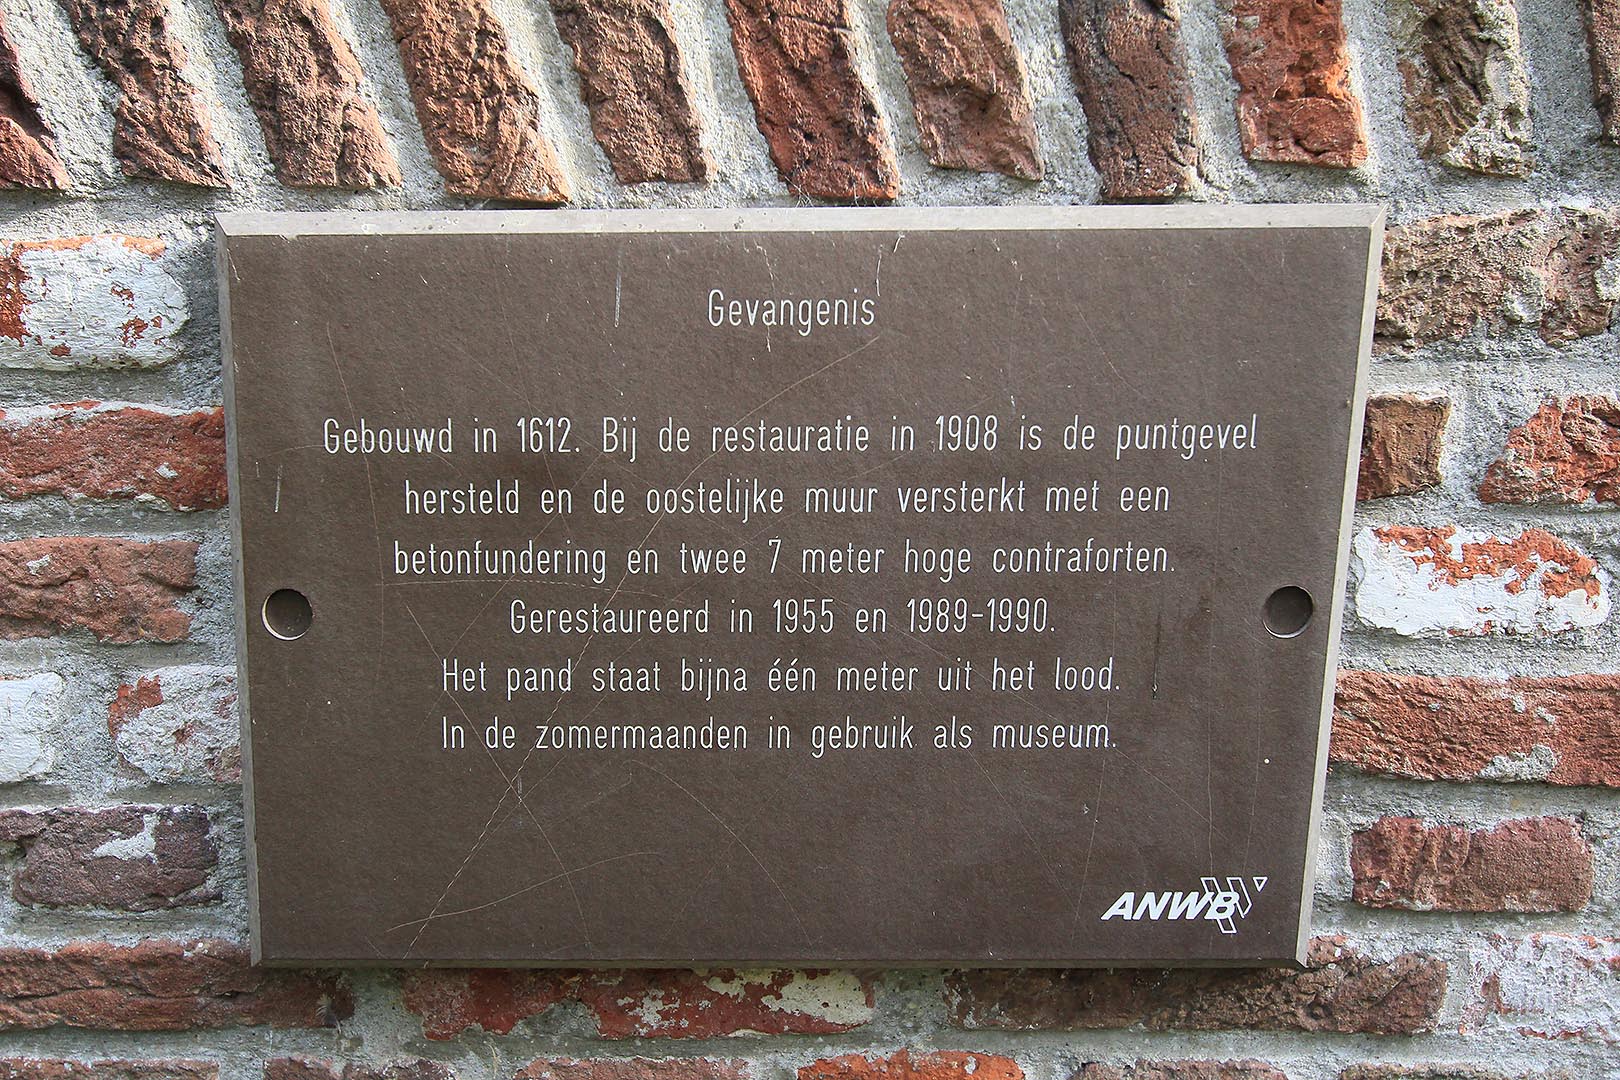 Gevangenis
Gebouwd in 1612. Bij de restauratie in 1908 is de puntgevel
hersteld en de oostelijke muur versterkt met een
betonfundering en twee 7 meter hoge contraforten.
Gerestaureerd in 1955 en 1989-1990.
Het pand staat bijna één meter uit het lood.
In de zomermaanden in gebruik als museum.
ANWB